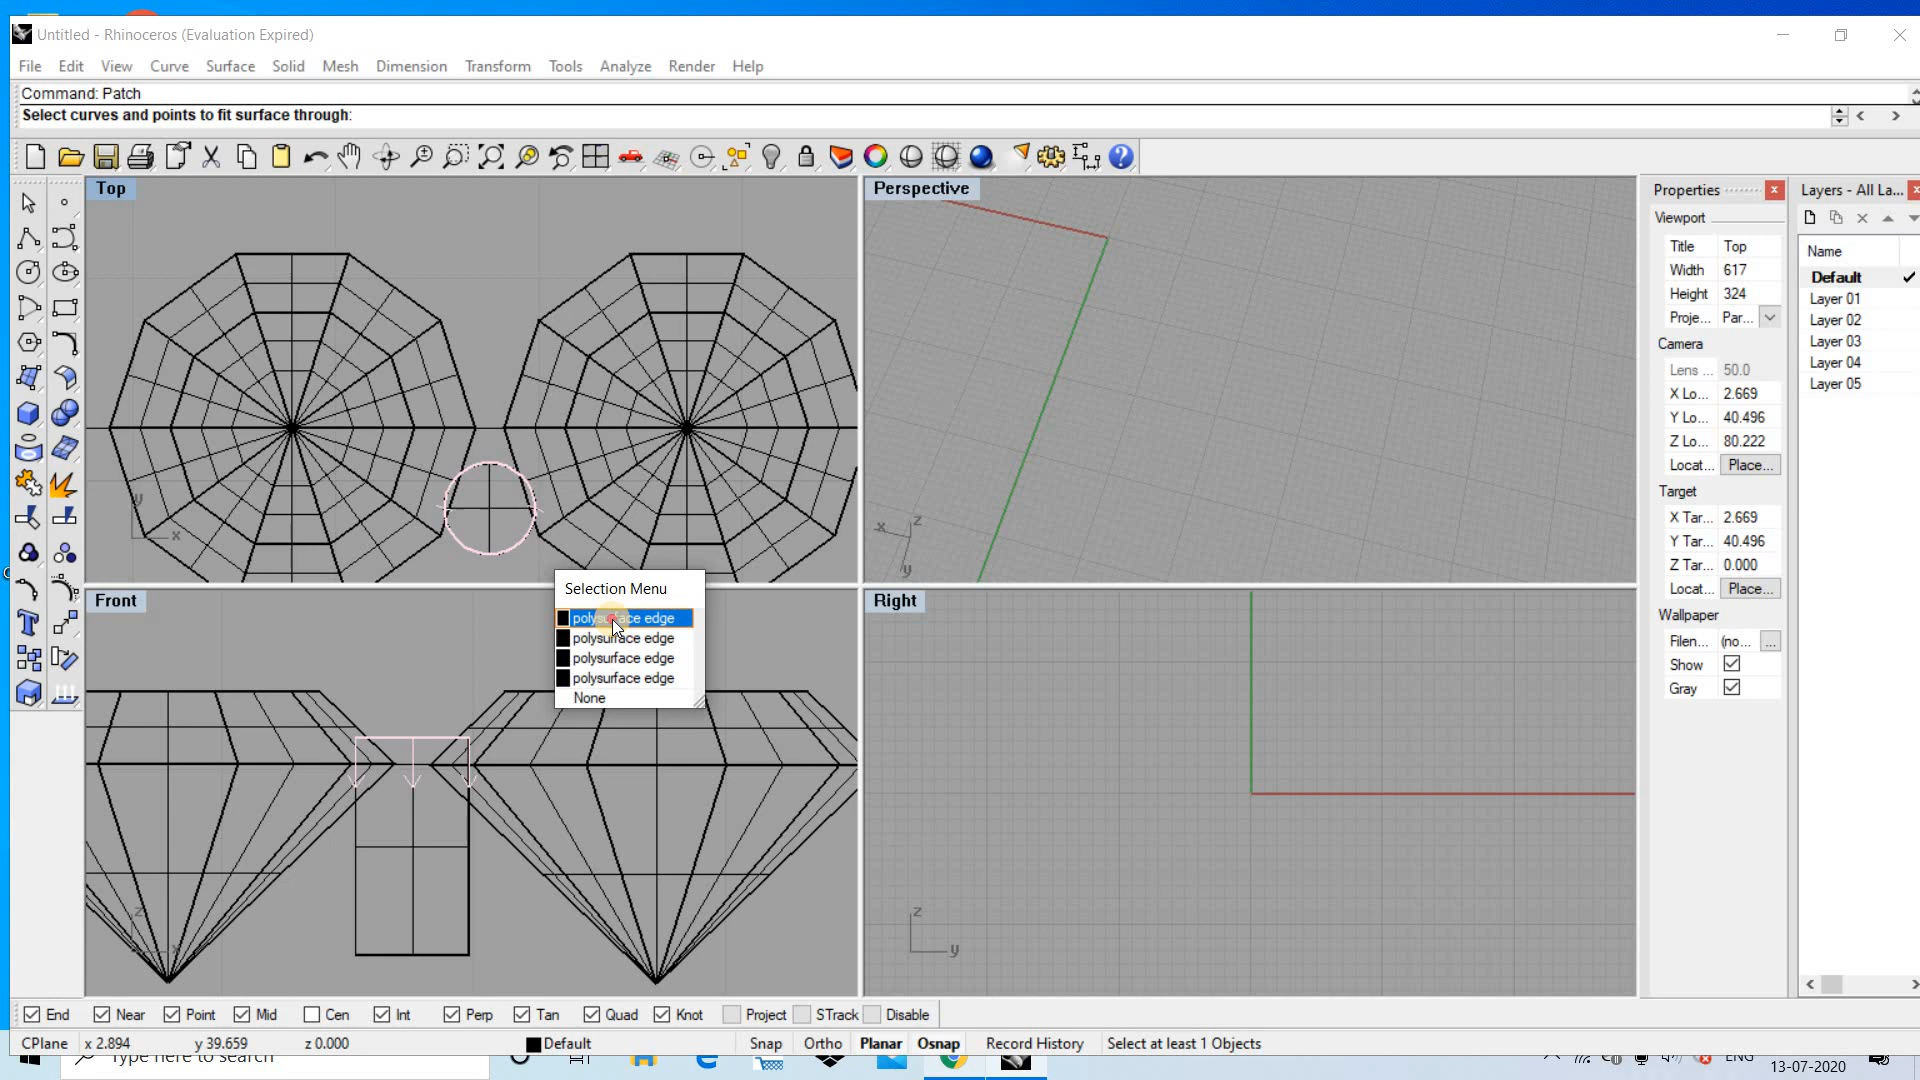 Untitled - Rhinoceros (Evaluation Expired)
File Edit View Curve Surface Solid Mesh Dimension Transform Tools Analyze Render Help
Command: Patch
Select curves and points to fit surface through:
Top
Perspective
Properties
Layers - All La...
Viewport
Title Top
Width 617
Height 324
Proje... Par...
Camera
Lens ... 50.0
X Lo... 2.669
Y Lo... 40.496
Z Lo... 80.222
Locat... Place...
Target
X Tar... 2.669
Y Tar... 40.496
Z Tar... 0.000
Locat... Place...
Wallpaper
Filen... (no... ...
Show
Gray
Name
Default
Layer 01
Layer 02
Layer 03
Layer 04
Layer 05
y
x
x z
y
Front
Right
Selection Menu
polysurface edge
polysurface edge
polysurface edge
polysurface edge
None
z
x
z
y
End Near Point Mid Cen Int Perp Tan Quad Knot Project STrack Disable
CPlane x 2.894 y 39.659 z 0.000 Default Snap Ortho Planar Osnap Record History Select at least 1 Objects
Type here to search
ENG
13-07-2020